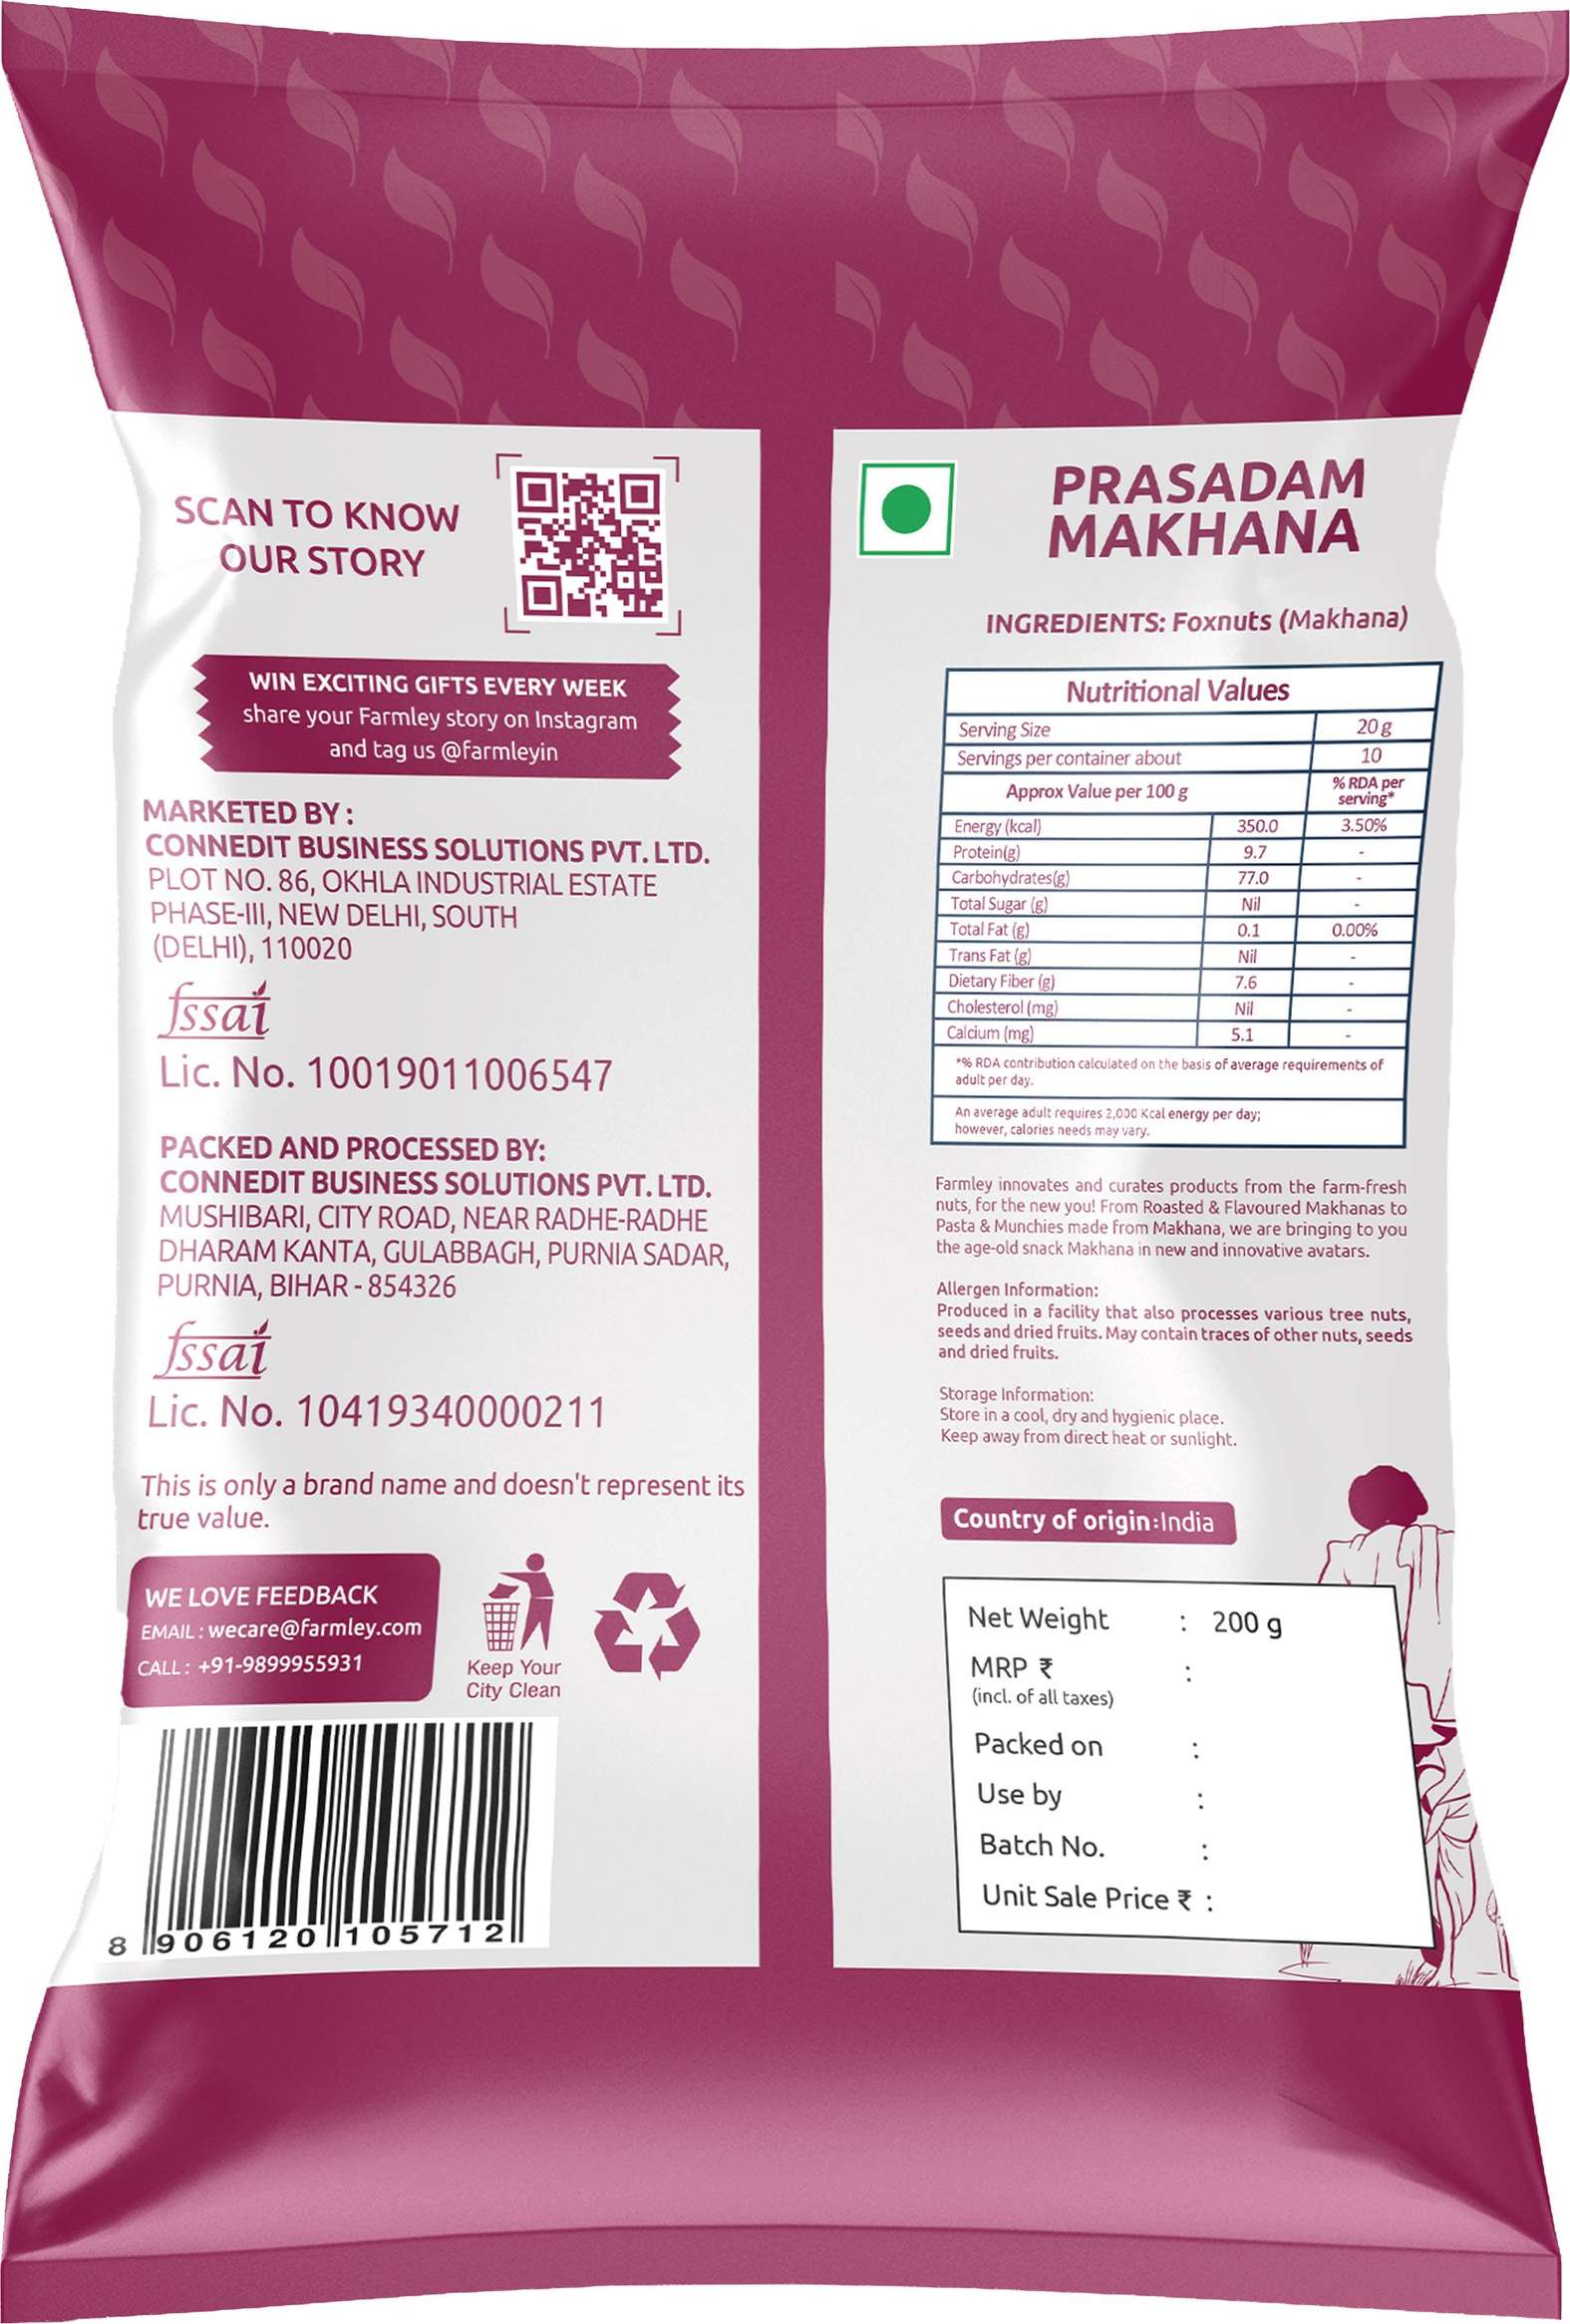 SCAN TO KNOW
OUR STORY
WIN EXCITING GIFTS EVERY WEEK
share your Farmley story on Instagram
and tag us @farmleyin
MARKETED BY :
CONNEDIT BUSINESS SOLUTIONS PVT. LTD.
PLOT NO. 86, OKHLA INDUSTRIAL ESTATE
PHASE-III, NEW DELHI, SOUTH
(DELHI), 110020
fssai
Lic. No. 10019011006547
PACKED AND PROCESSED BY:
CONNEDIT BUSINESS SOLUTIONS PVT. LTD.
MUSHIBARI, CITY ROAD, NEAR RADHE-RADHE
DHARAM KANTA, GULABBAGH, PURNIA SADAR,
PURNIA, BIHAR - 854326
fssai
Lic. No. 10419340000211
This is only a brand name and doesn't represent its
true value.
WE LOVE FEEDBACK
EMAIL : wecare@farmley.com
CALL : +91-9899955931
Keep Your
City Clean
8 906120 105712
PRASADAM
MAKHANA
INGREDIENTS: Foxnuts (Makhana)
Nutritional Values
Serving Size 20 g
Servings per container about 10
Approx Value per 100 g % RDA per
serving*
Energy (kcal) 350.0 3.50%
Protein(g) 9.7 -
Carbohydrates(g) 77.0 -
Total Sugar (g) Nil -
Total Fat (g) 0.1 0.00%
Trans Fat (g) Nil -
Dietary Fiber (g) 7.6 -
Cholesterol (mg) Nil -
Calcium (mg) 5.1 -
*% RDA contribution calculated on the basis of average requirements of
adult per day.
An average adult requires 2,000 Kcal energy per day;
however, calories needs may vary.
Farmley innovates and curates products from the farm-fresh
nuts, for the new you! From Roasted & Flavoured Makhanas to
Pasta & Munchies made from Makhana, we are bringing to you
the age-old snack Makhana in new and innovative avatars.
Allergen Information:
Produced in a facility that also processes various tree nuts,
seeds and dried fruits. May contain traces of other nuts, seeds
and dried fruits.
Storage Information:
Store in a cool, dry and hygienic place.
Keep away from direct heat or sunlight.
Country of origin:India
Net Weight : 200 g
MRP ₹ :
(incl. of all taxes)
Packed on :
Use by :
Batch No. :
Unit Sale Price ₹ :